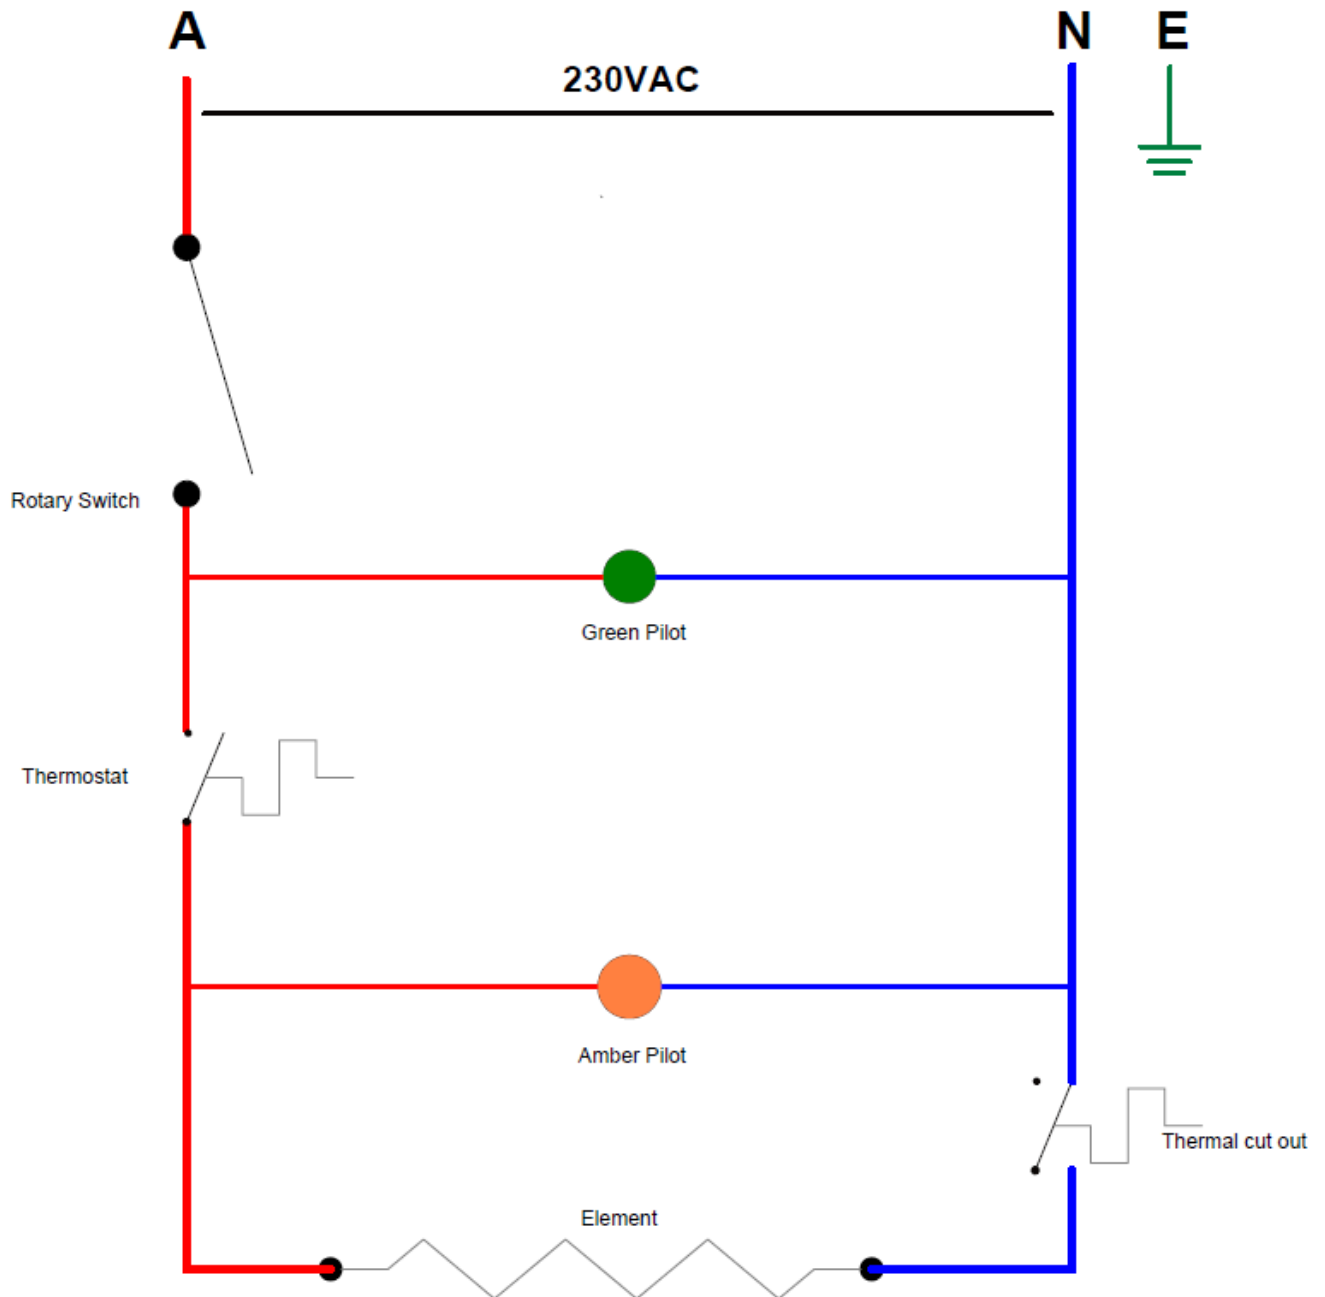 A
N
E
230VAC
Rotary Switch
Green Pilot
Thermostat
Amber Pilot
Thermal cut out
Element